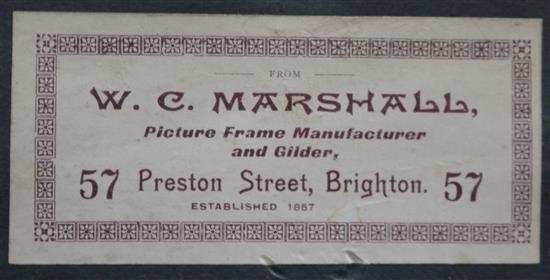 FROM
W. C. MARSHALL,
Picture Frame Manufacturer
and Gilder,
57 Preston Street, Brighton. 57
ESTABLISHED 1857